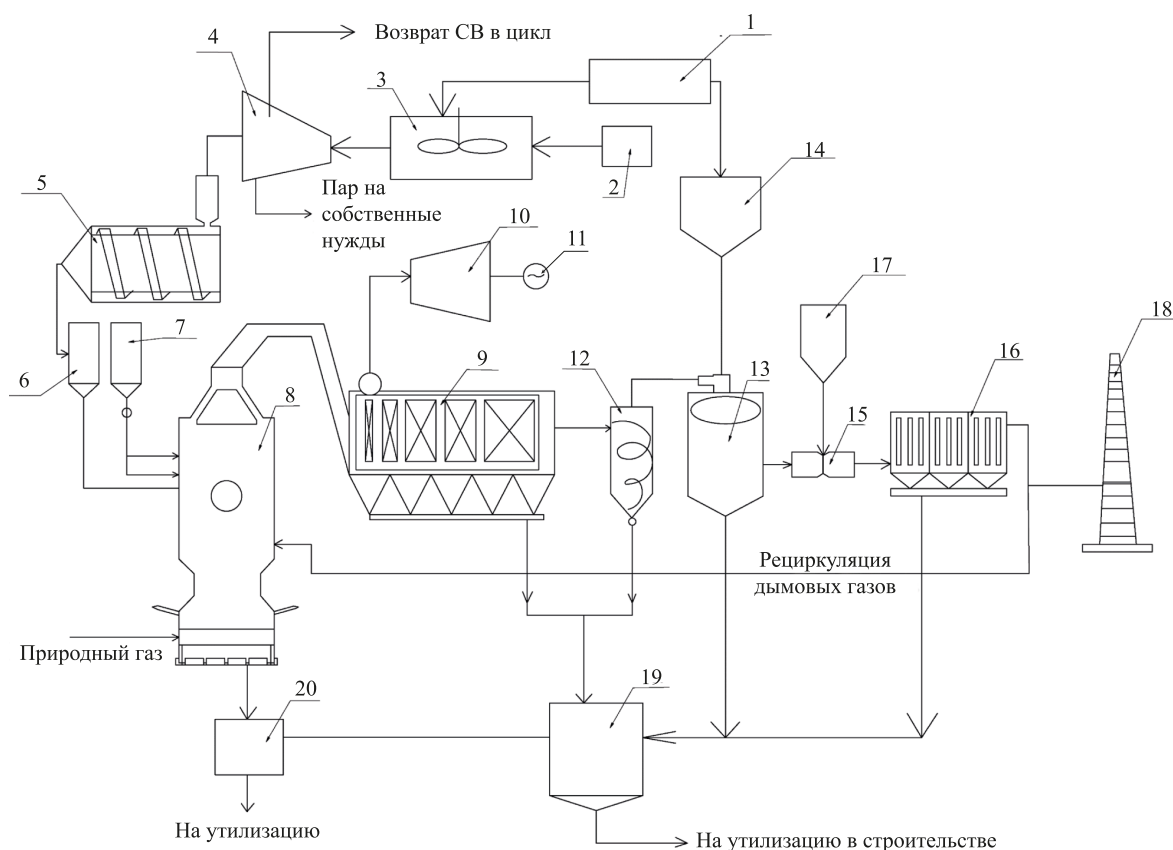 1
4
Возврат СВ в цикл
3
2
14
5
Пар на
собственные
нужды
10
11
17
7
6
18
9
12
13
16
8
15
Рециркуляция
дымовых газов
Природный газ
20
19
На утилизацию
На утилизацию в строительстве